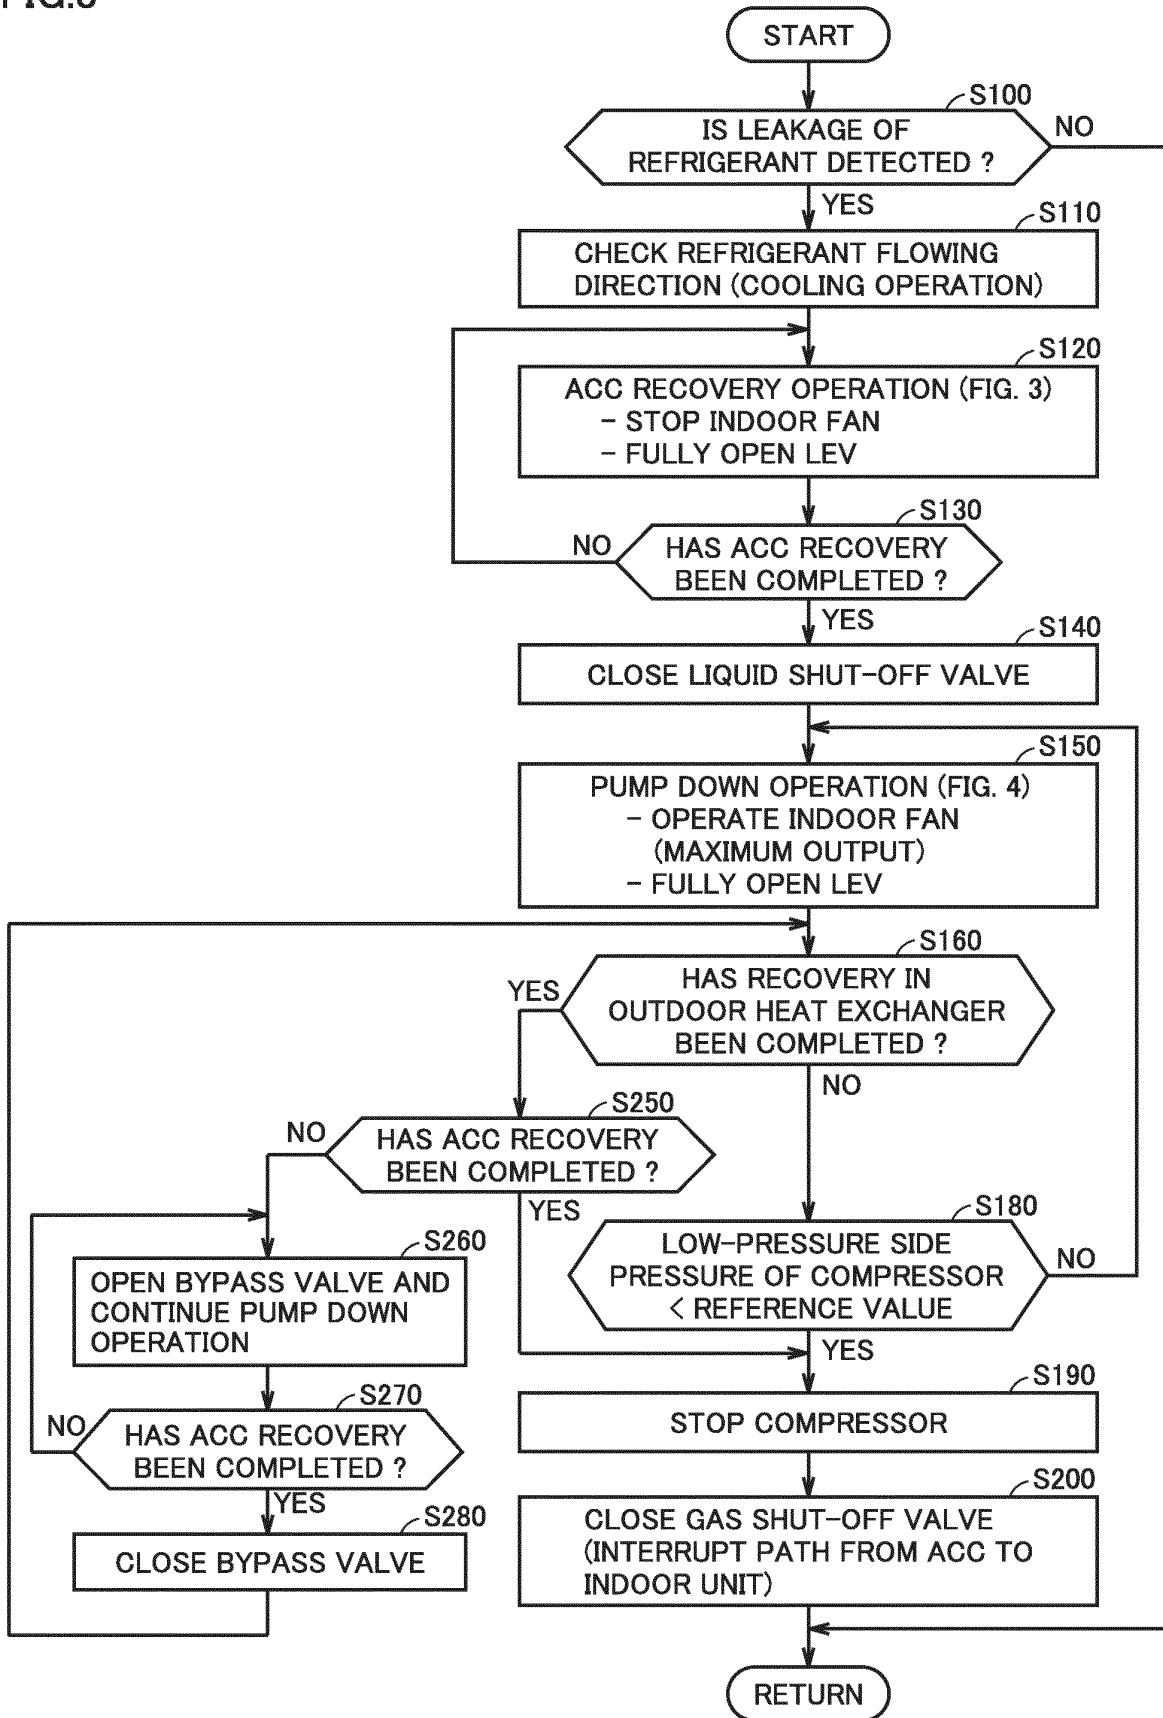 START
S100
IS LEAKAGE OF
REFRIGERANT DETECTED ?
NO
YES
S110
CHECK REFRIGERANT FLOWING
DIRECTION (COOLING OPERATION)
S120
ACC RECOVERY OPERATION (FIG. 3)
- STOP INDOOR FAN
- FULLY OPEN LEV
S130
NO
HAS ACC RECOVERY
BEEN COMPLETED ?
YES
S140
CLOSE LIQUID SHUT-OFF VALVE
S150
PUMP DOWN OPERATION (FIG. 4)
- OPERATE INDOOR FAN
(MAXIMUM OUTPUT)
- FULLY OPEN LEV
S160
YES
HAS RECOVERY IN
OUTDOOR HEAT EXCHANGER
BEEN COMPLETED ?
NO
S250
NO
HAS ACC RECOVERY
BEEN COMPLETED ?
YES
S180
LOW-PRESSURE SIDE
PRESSURE OF COMPRESSOR
< REFERENCE VALUE
NO
YES
S260
OPEN BYPASS VALVE AND
CONTINUE PUMP DOWN
OPERATION
S270
NO
HAS ACC RECOVERY
BEEN COMPLETED ?
YES
S280
CLOSE BYPASS VALVE
S190
STOP COMPRESSOR
S200
CLOSE GAS SHUT-OFF VALVE
(INTERRUPT PATH FROM ACC TO
INDOOR UNIT)
RETURN